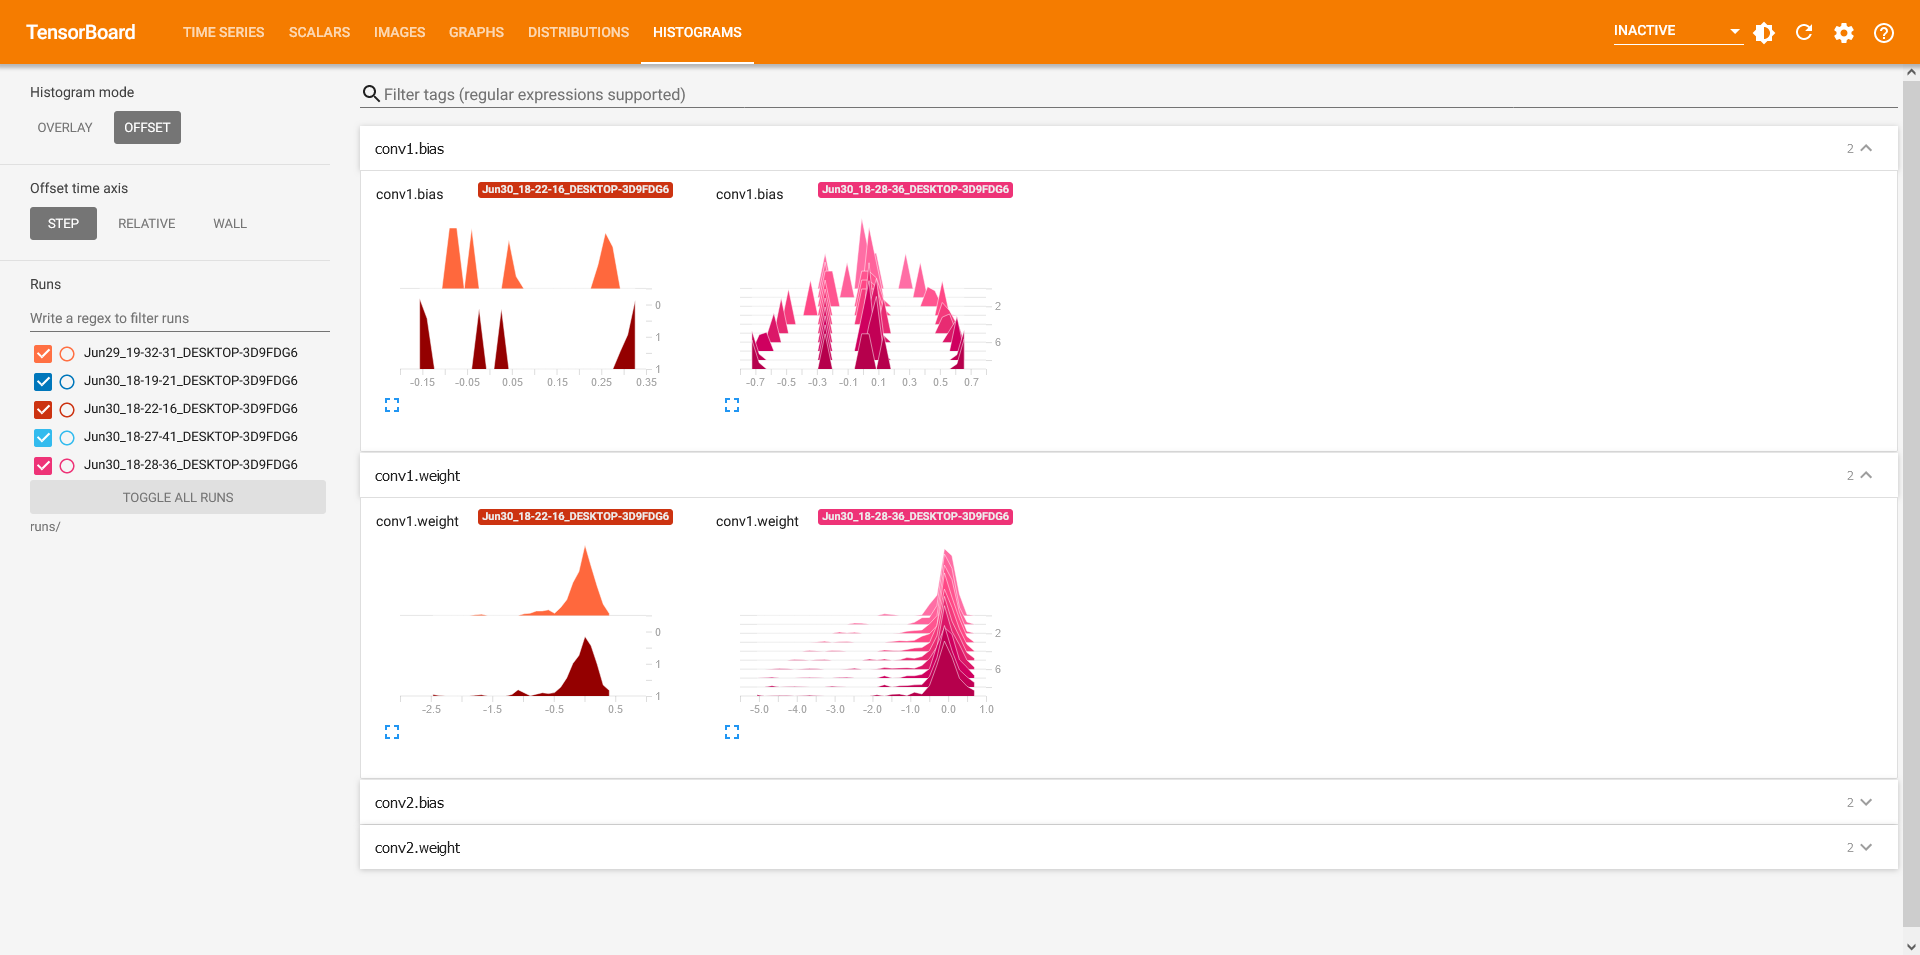 TensorBoard
TIME SERIES
SCALARS
IMAGES
GRAPHS
DISTRIBUTIONS
HISTOGRAMS
INACTIVE
Histogram mode
OVERLAY
OFFSET
Offset time axis
STEP
RELATIVE
WALL
Runs
Write a regex to filter runs
Jun29_19-32-31_DESKTOP-3D9FDG6
Jun30_18-19-21_DESKTOP-3D9FDG6
Jun30_18-22-16_DESKTOP-3D9FDG6
Jun30_18-27-41_DESKTOP-3D9FDG6
Jun30_18-28-36_DESKTOP-3D9FDG6
TOGGLE ALL RUNS
runs/
Filter tags (regular expressions supported)
conv1.bias
2
conv1.bias
Jun30_18-22-16_DESKTOP-3D9FDG6
0
1
1
-0.15 -0.05 0.05 0.15 0.25 0.35
conv1.bias
Jun30_18-28-36_DESKTOP-3D9FDG6
2
6
-0.7 -0.5 -0.3 -0.1 0.1 0.3 0.5 0.7
conv1.weight
2
conv1.weight
Jun30_18-22-16_DESKTOP-3D9FDG6
0
1
1
-2.5 -1.5 -0.5 0.5
conv1.weight
Jun30_18-28-36_DESKTOP-3D9FDG6
2
6
-5.0 -4.0 -3.0 -2.0 -1.0 0.0 1.0
conv2.bias
2
conv2.weight
2